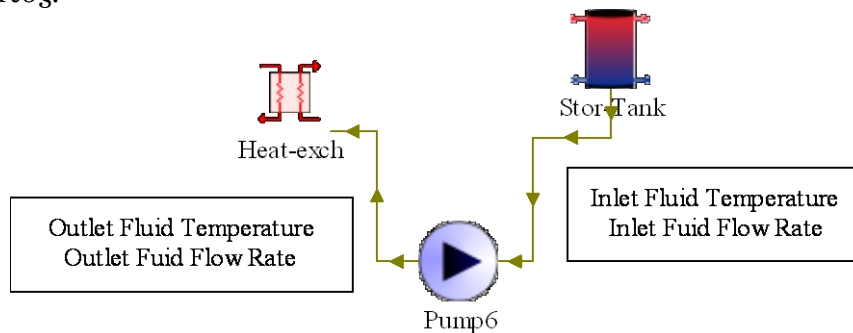 Stor-Tank
Heat-exch
Inlet Fluid Temperature
Inlet Fuid Flow Rate
Outlet Fluid Temperature
Outlet Fuid Flow Rate
Pump6